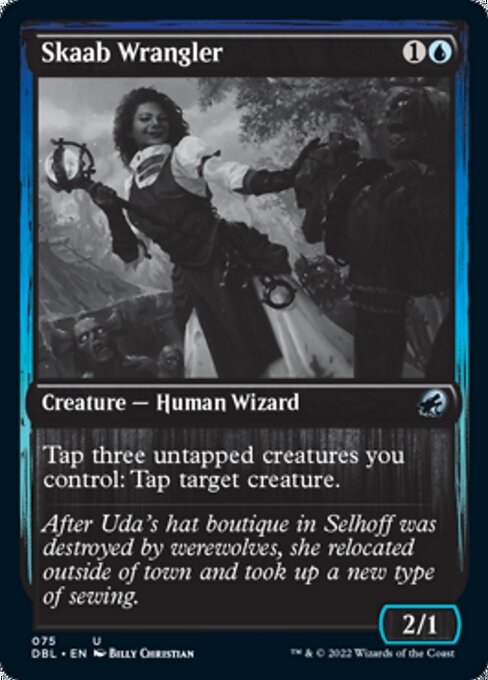 Skaab Wrangler 1
Creature — Human Wizard
Tap three untapped creatures you
control: Tap target creature.
After Uda's hat boutique in Selhoff was
destroyed by werewolves, she relocated
outside of town and took up a new type
of sewing.
2/1
075 U
DBL • EN Billy Christian
™ & © 2022 Wizards of the Coast